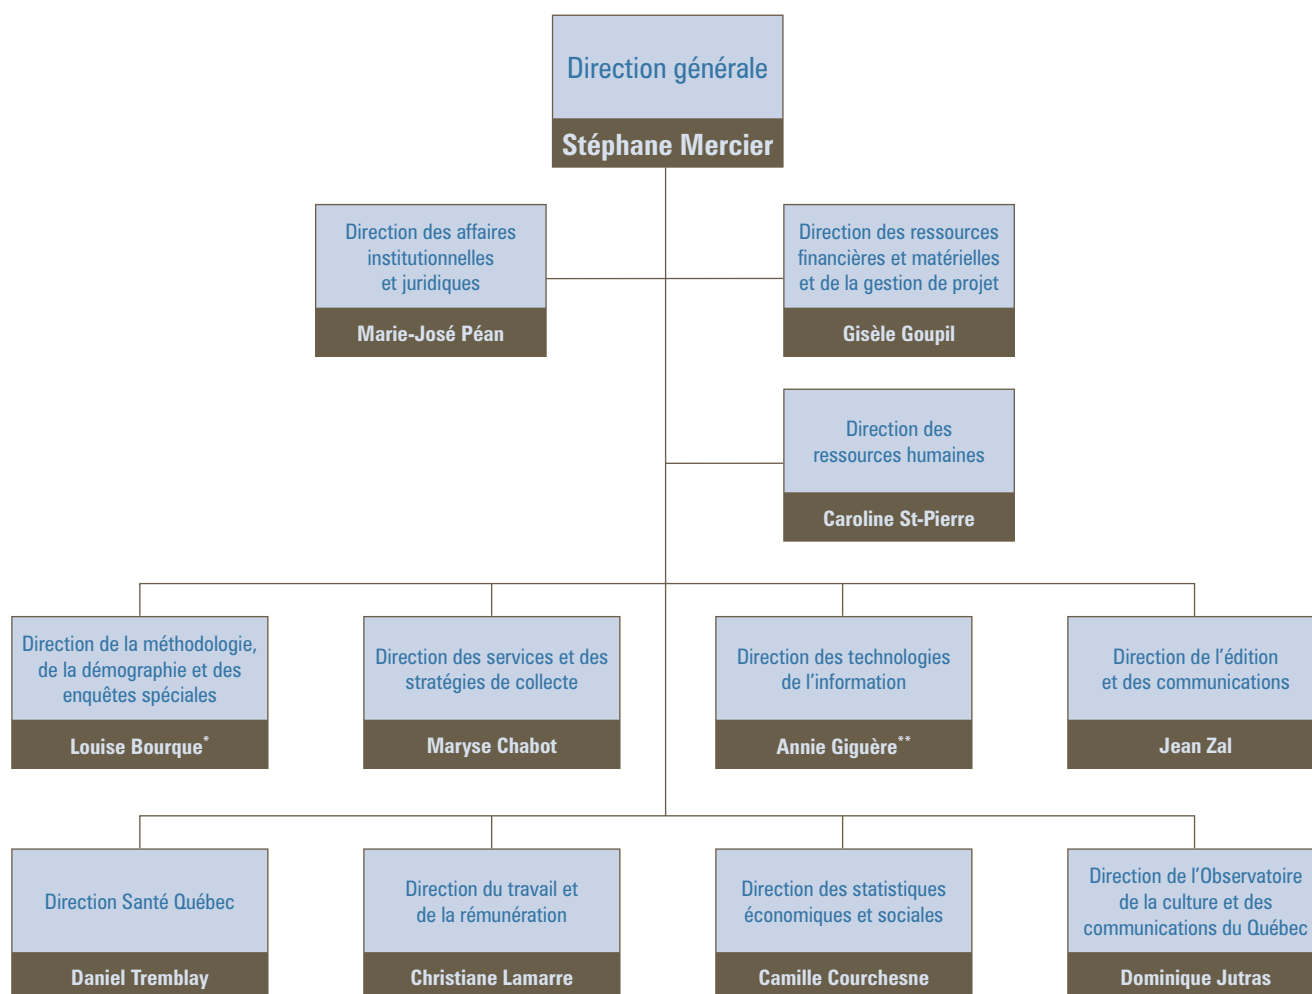 Direction générale
Stéphane Mercier
Direction des affaires
institutionnelles
et juridiques
Marie-José Péan
Direction des ressources
financières et matérielles
et de la gestion de projet
Gisèle Goupil
Direction des
ressources humaines
Caroline St-Pierre
Direction de la méthodologie,
de la démographie et des
enquêtes spéciales
Louise Bourque*
Direction des services et des
stratégies de collecte
Maryse Chabot
Direction des technologies
de l'information
Annie Giguère**
Direction de l'édition
et des communications
Jean Zal
Direction Santé Québec
Daniel Tremblay
Direction du travail et
de la rémunération
Christiane Lamarre
Direction des statistiques
économiques et sociales
Camille Courchesne
Direction de l'Observatoire
de la culture et des
communications du Québec
Dominique Jutras